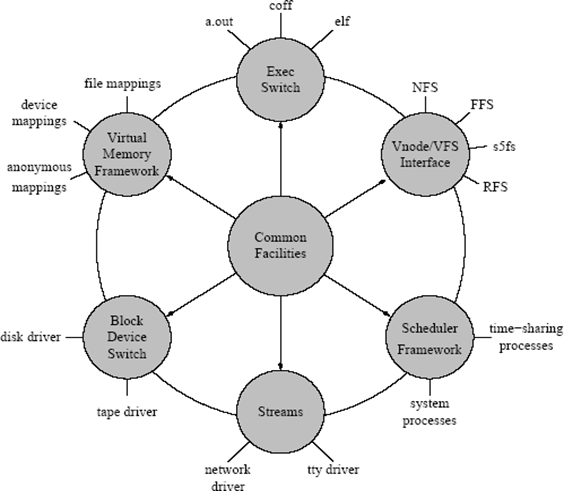 coff
a.out
elf
Exec
Switch
file mappings
device
mappings
anonymous
mappings
Virtual
Memory
Framework
NFS
FFS
s5fs
RFS
Vnode/VFS
Interface
Common
Facilities
disk driver
Block
Device
Switch
tape driver
Scheduler
Framework
time-sharing
processes
system
processes
Streams
network
driver
tty driver